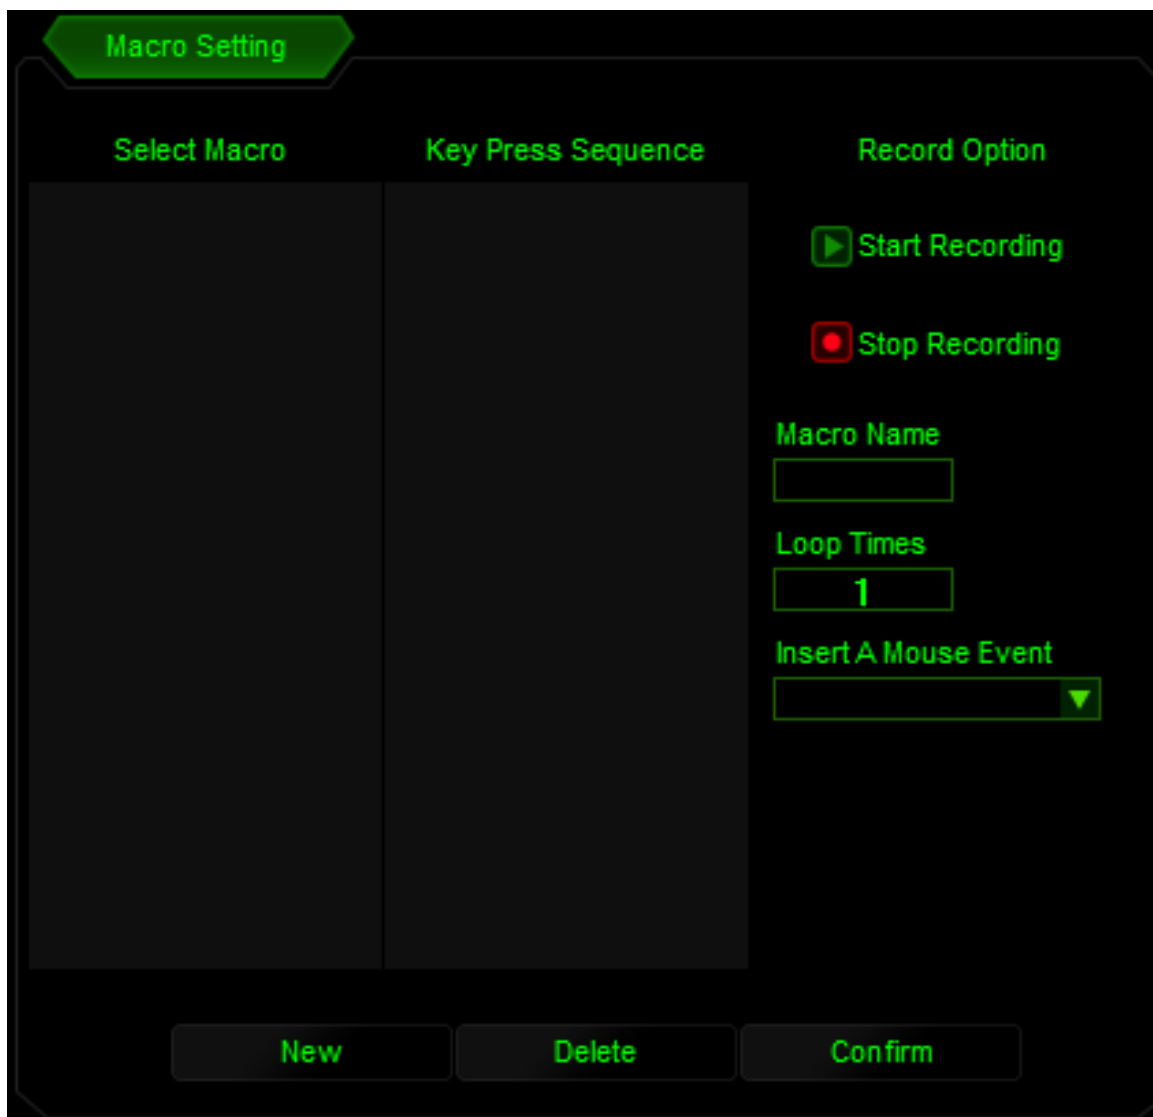 Macro Setting
Select Macro
Key Press Sequence
Record Option
Start Recording
Stop Recording
Macro Name
Loop Times
1
Insert A Mouse Event
New
Delete
Confirm